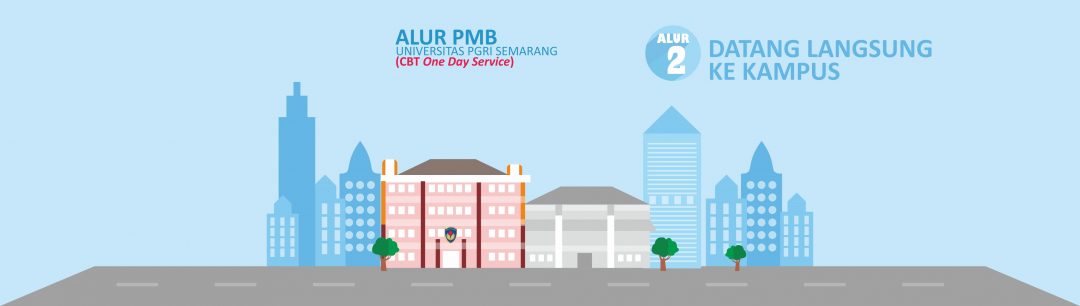 ALUR PMB
UNIVERSITAS PGRI SEMARANG
(CBT One Day Service)
ALUR
2
DATANG LANGSUNG
KE KAMPUS